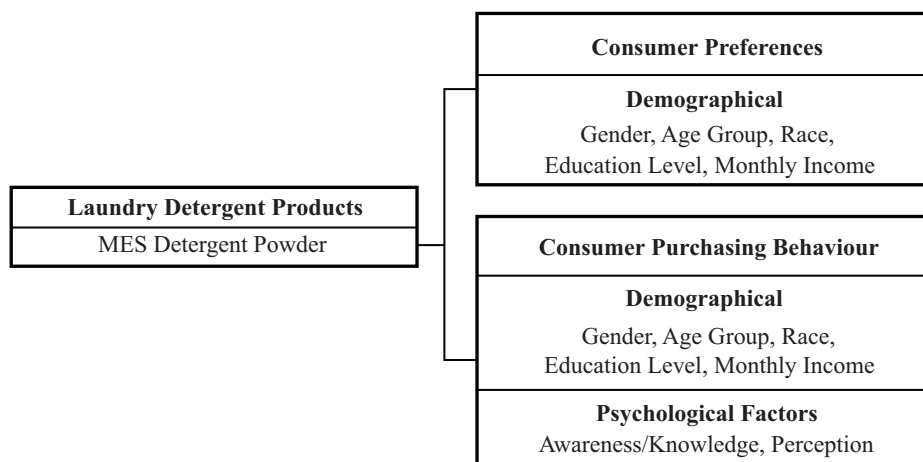 Consumer Preferences
Demographical
Gender, Age Group, Race,
Education Level, Monthly Income
Laundry Detergent Products
MES Detergent Powder
Consumer Purchasing Behaviour
Demographical
Gender, Age Group, Race,
Education Level, Monthly Income
Psychological Factors
Awareness/Knowledge, Perception